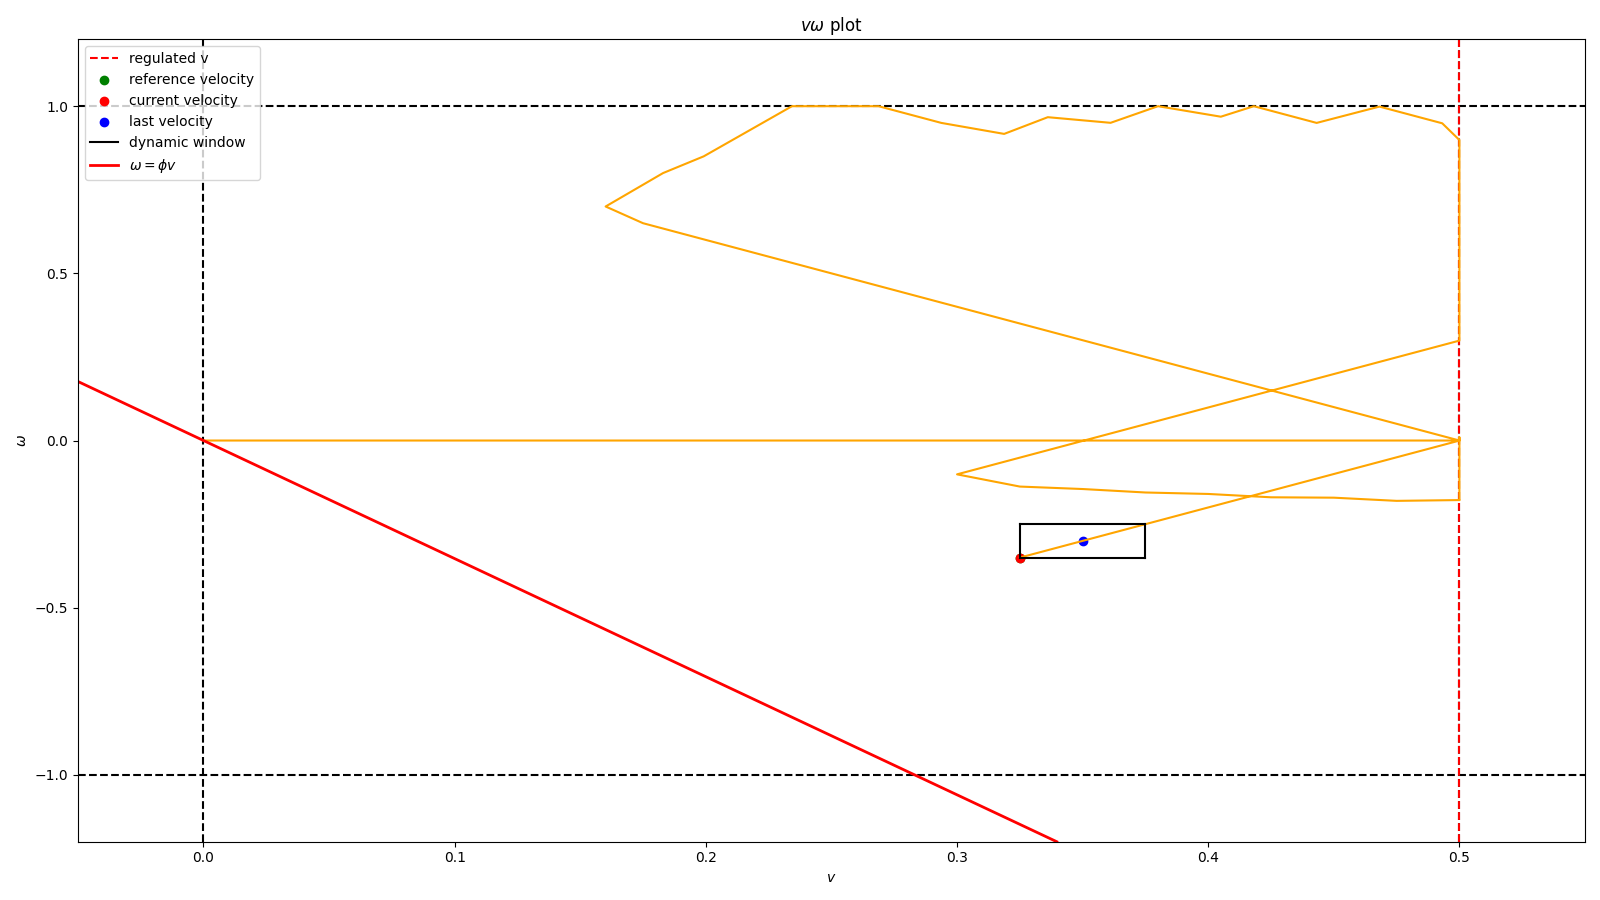 vω plot
regulated v
reference velocity
current velocity
last velocity
dynamic window
ω = ϕv
1.0
0.5
0.0
−0.5
−1.0
ω
0.0 0.1 0.2 0.3 0.4 0.5
v